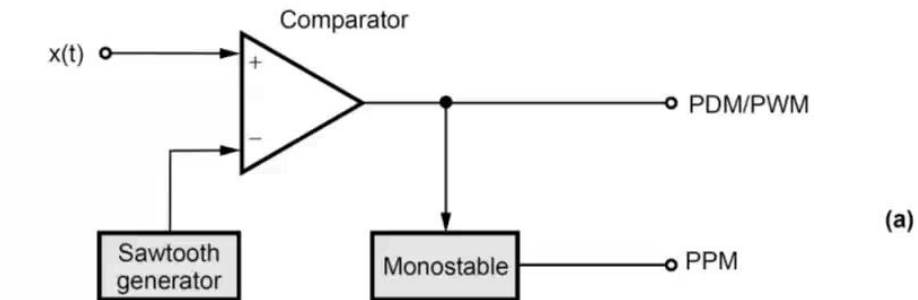 Comparator
x(t)
+
−
PDM/PWM
(a)
Sawtooth
generator
Monostable
PPM